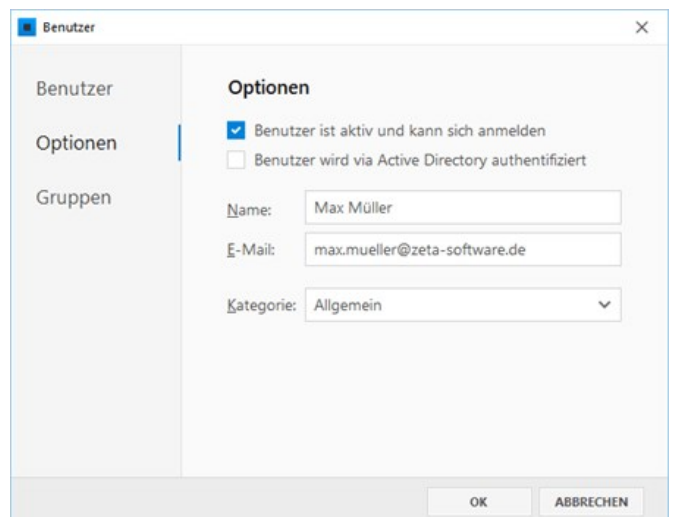 Benutzer
Benutzer
Optionen
Gruppen
Optionen
Benutzer ist aktiv und kann sich anmelden
Benutzer wird via Active Directory authentifiziert
Name: Max Müller
E-Mail: max.mueller@zeta-software.de
Kategorie: Allgemein
OK ABBRECHEN